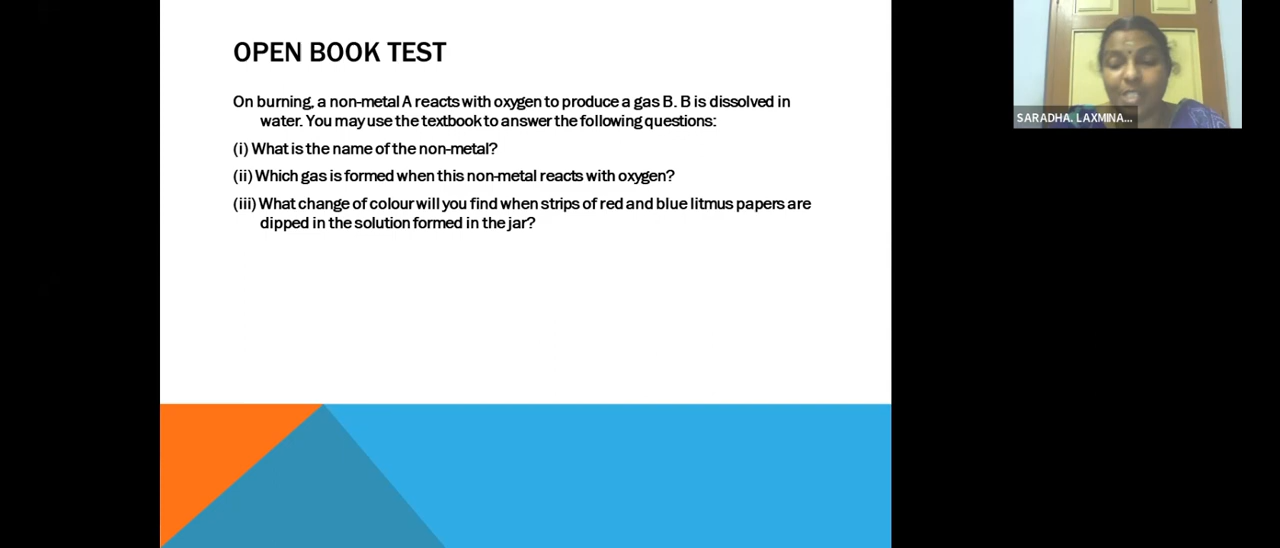 OPEN BOOK TEST
On burning, a non-metal A reacts with oxygen to produce a gas B. B is dissolved in
water. You may use the textbook to answer the following questions:
(i) What is the name of the non-metal?
(ii) Which gas is formed when this non-metal reacts with oxygen?
(iii) What change of colour will you find when strips of red and blue litmus papers are
dipped in the solution formed in the jar?
SARADHA. LAXMINA...